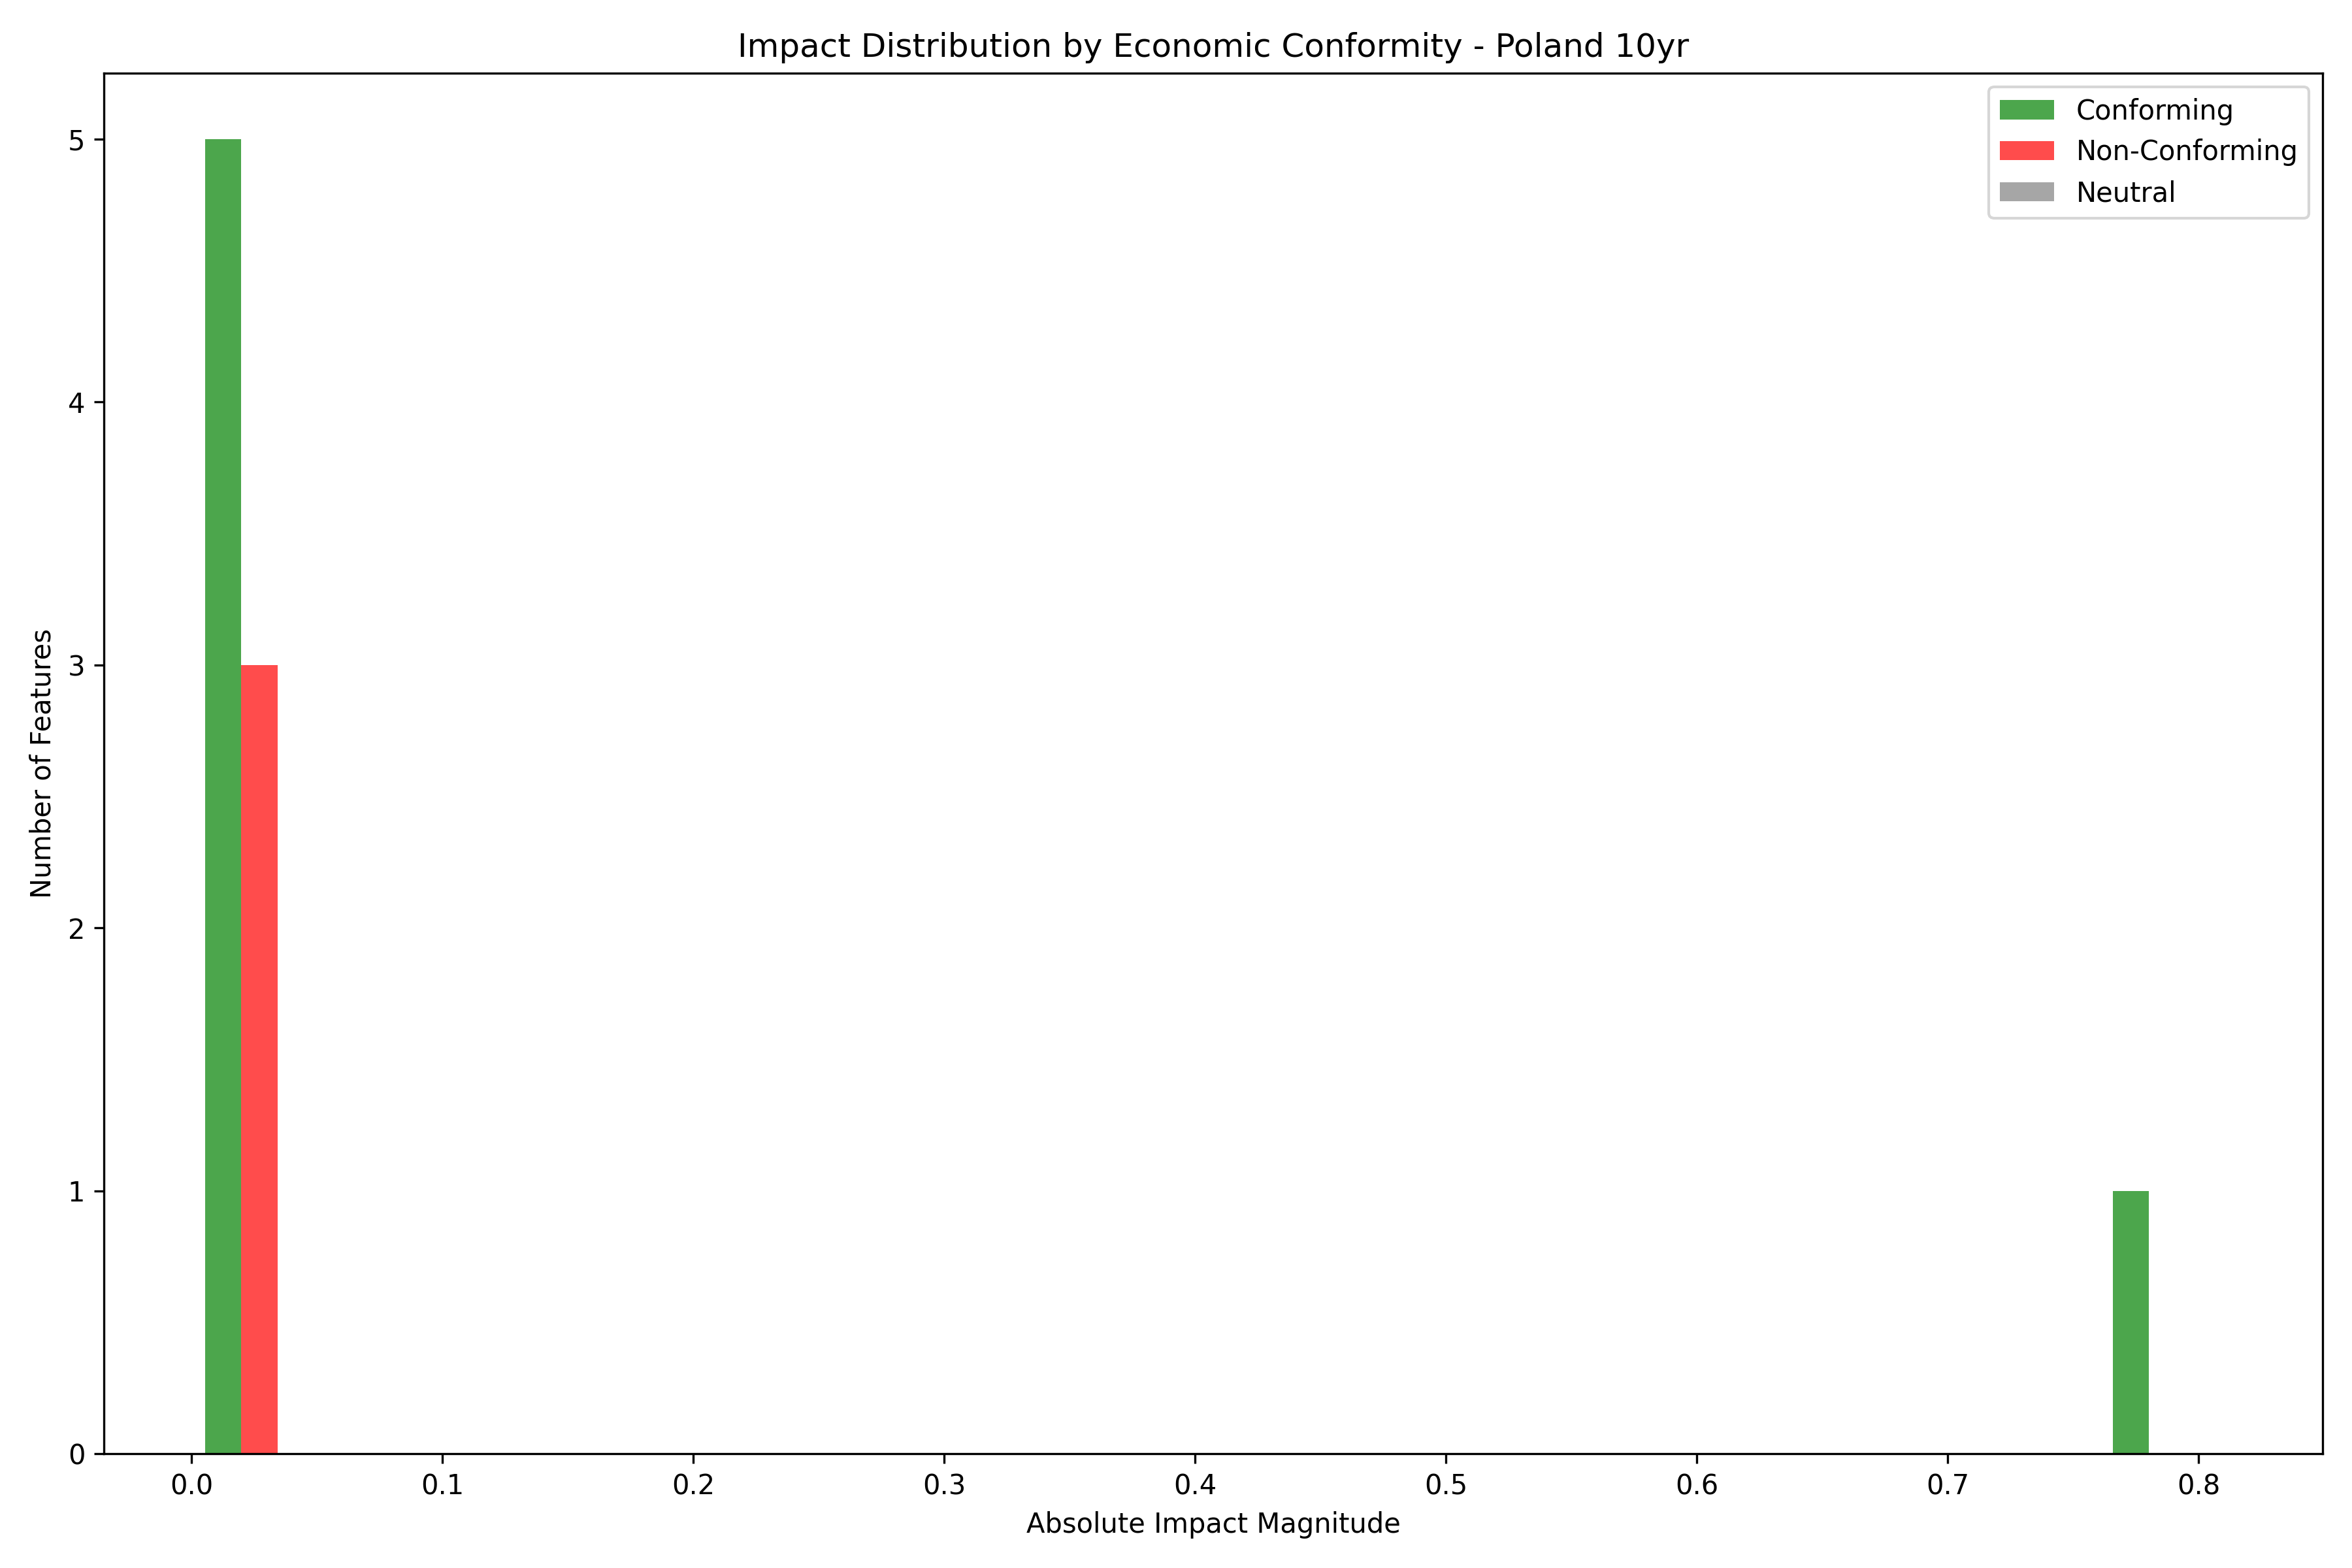 Impact Distribution by Economic Conformity - Poland 10yr
Conforming
Non-Conforming
Neutral
Number of Features
5
4
3
2
1
0
0.0 0.1 0.2 0.3 0.4 0.5 0.6 0.7 0.8
Absolute Impact Magnitude